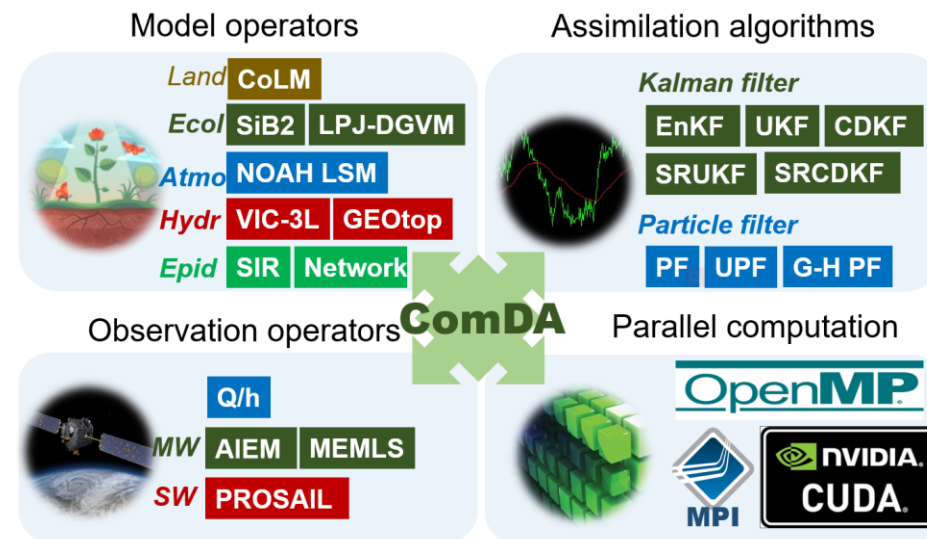 Model operators
Land CoLM
Ecol SiB2 LPJ-DGVM
Atmo NOAH LSM
Hydr VIC-3L GEOtop
Epid SIR Network
Assimilation algorithms
Kalman filter
EnKF UKF CDKF
SRUKF SRCDKF
Particle filter
PF UPF G-H PF
ComDA
Observation operators
Q/h
MW AIEM MEMLS
SW PROSAIL
Parallel computation
OpenMP
MPI
NVIDIA.
CUDA.